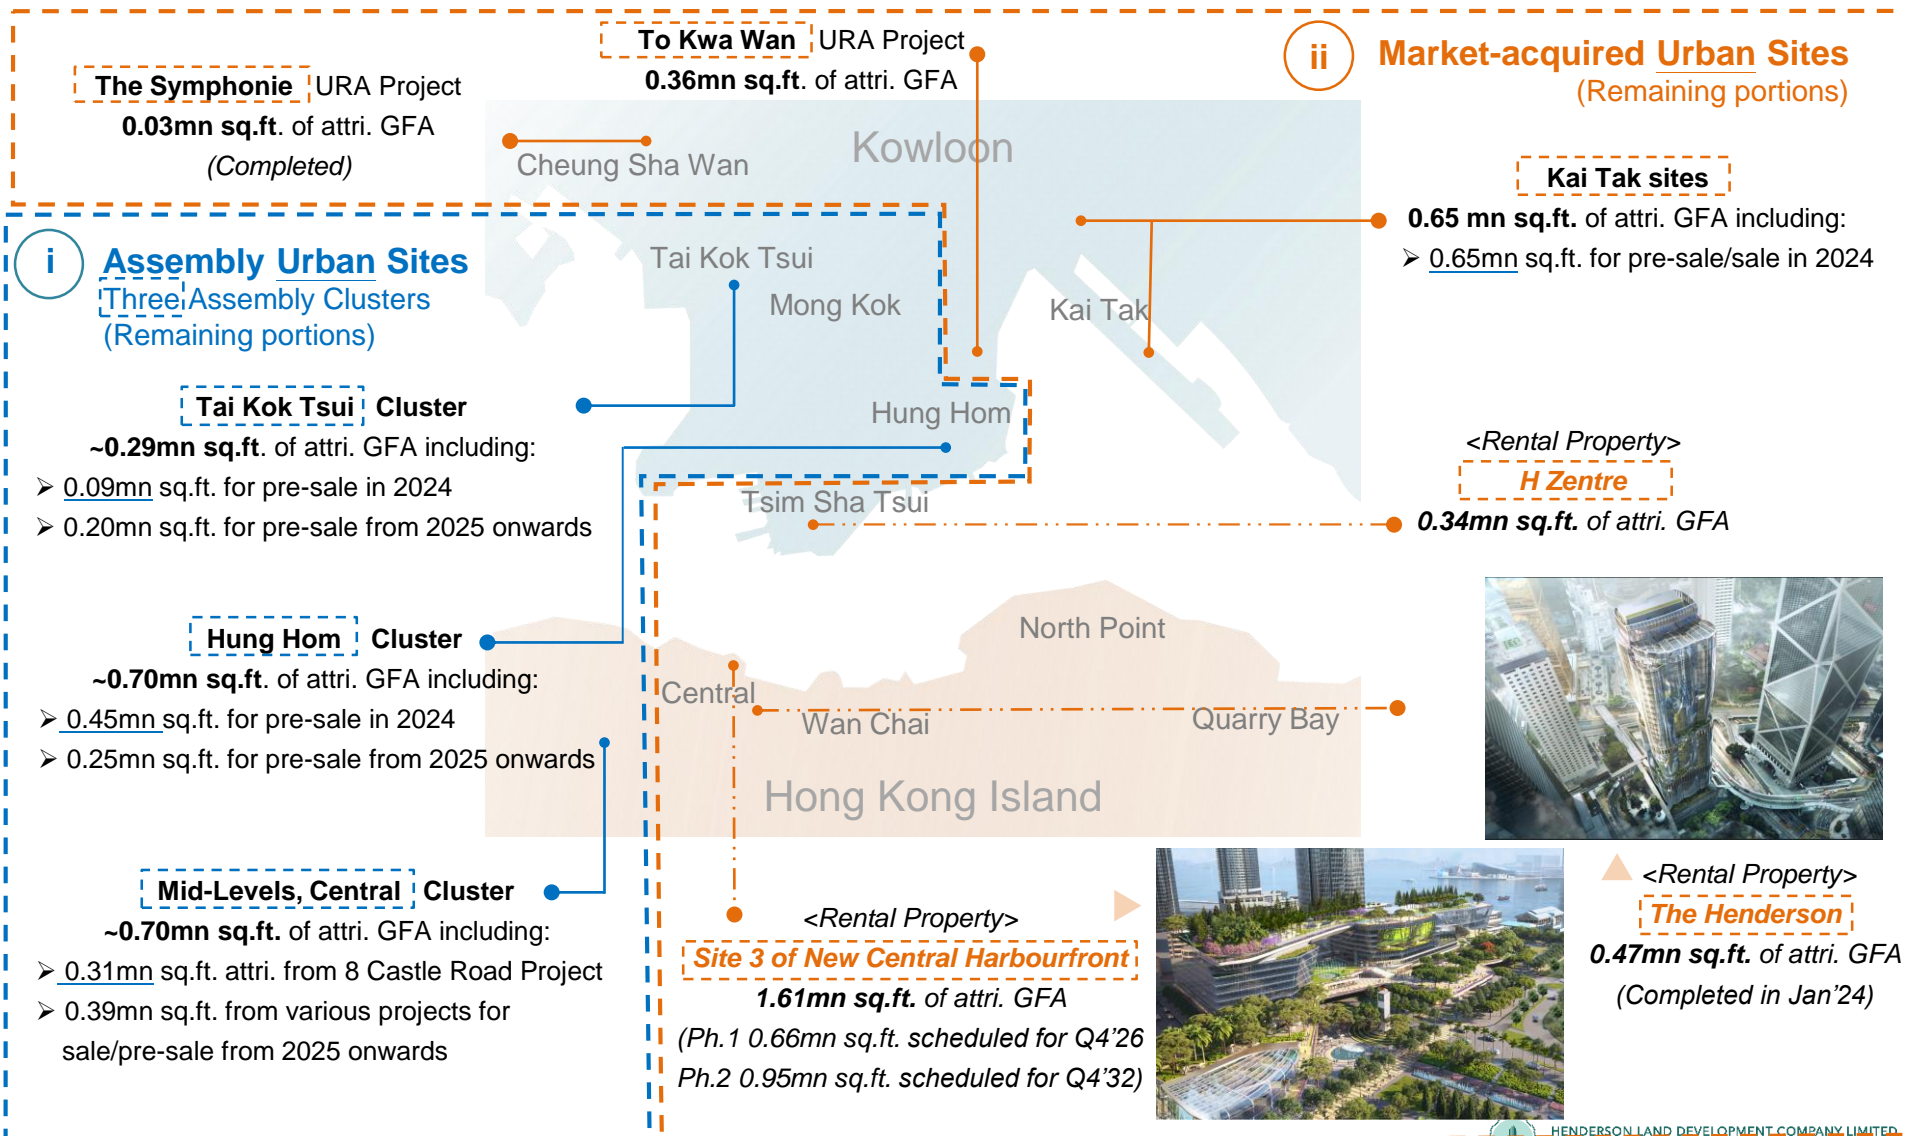 To Kwa Wan URA Project
0.36mn sq.ft. of attri. GFA
The Symphonie URA Project
0.03mn sq.ft. of attri. GFA
(Completed)
ii Market-acquired Urban Sites
(Remaining portions)
Kai Tak sites
0.65 mn sq.ft. of attri. GFA including:
➢ 0.65mn sq.ft. for pre-sale/sale in 2024
i Assembly Urban Sites
Three Assembly Clusters
(Remaining portions)
Tai Kok Tsui Cluster
~0.29mn sq.ft. of attri. GFA including:
➢ 0.09mn sq.ft. for pre-sale in 2024
➢ 0.20mn sq.ft. for pre-sale from 2025 onwards
Hung Hom Cluster
~0.70mn sq.ft. of attri. GFA including:
➢ 0.45mn sq.ft. for pre-sale in 2024
➢ 0.25mn sq.ft. for pre-sale from 2025 onwards
Mid-Levels, Central Cluster
~0.70mn sq.ft. of attri. GFA including:
➢ 0.31mn sq.ft. attri. from 8 Castle Road Project
➢ 0.39mn sq.ft. from various projects for
sale/pre-sale from 2025 onwards
Kowloon
Cheung Sha Wan
Tai Kok Tsui
Mong Kok
Kai Tak
Hung Hom
Tsim Sha Tsui
North Point
Central
Wan Chai
Quarry Bay
Hong Kong Island
<Rental Property>
H Zentre
0.34mn sq.ft. of attri. GFA
<Rental Property>
Site 3 of New Central Harbourfront
1.61mn sq.ft. of attri. GFA
(Ph.1 0.66mn sq.ft. scheduled for Q4’26
Ph.2 0.95mn sq.ft. scheduled for Q4’32)
<Rental Property>
The Henderson
0.47mn sq.ft. of attri. GFA
(Completed in Jan’24)
HENDERSON LAND DEVELOPMENT COMPANY LIMITED